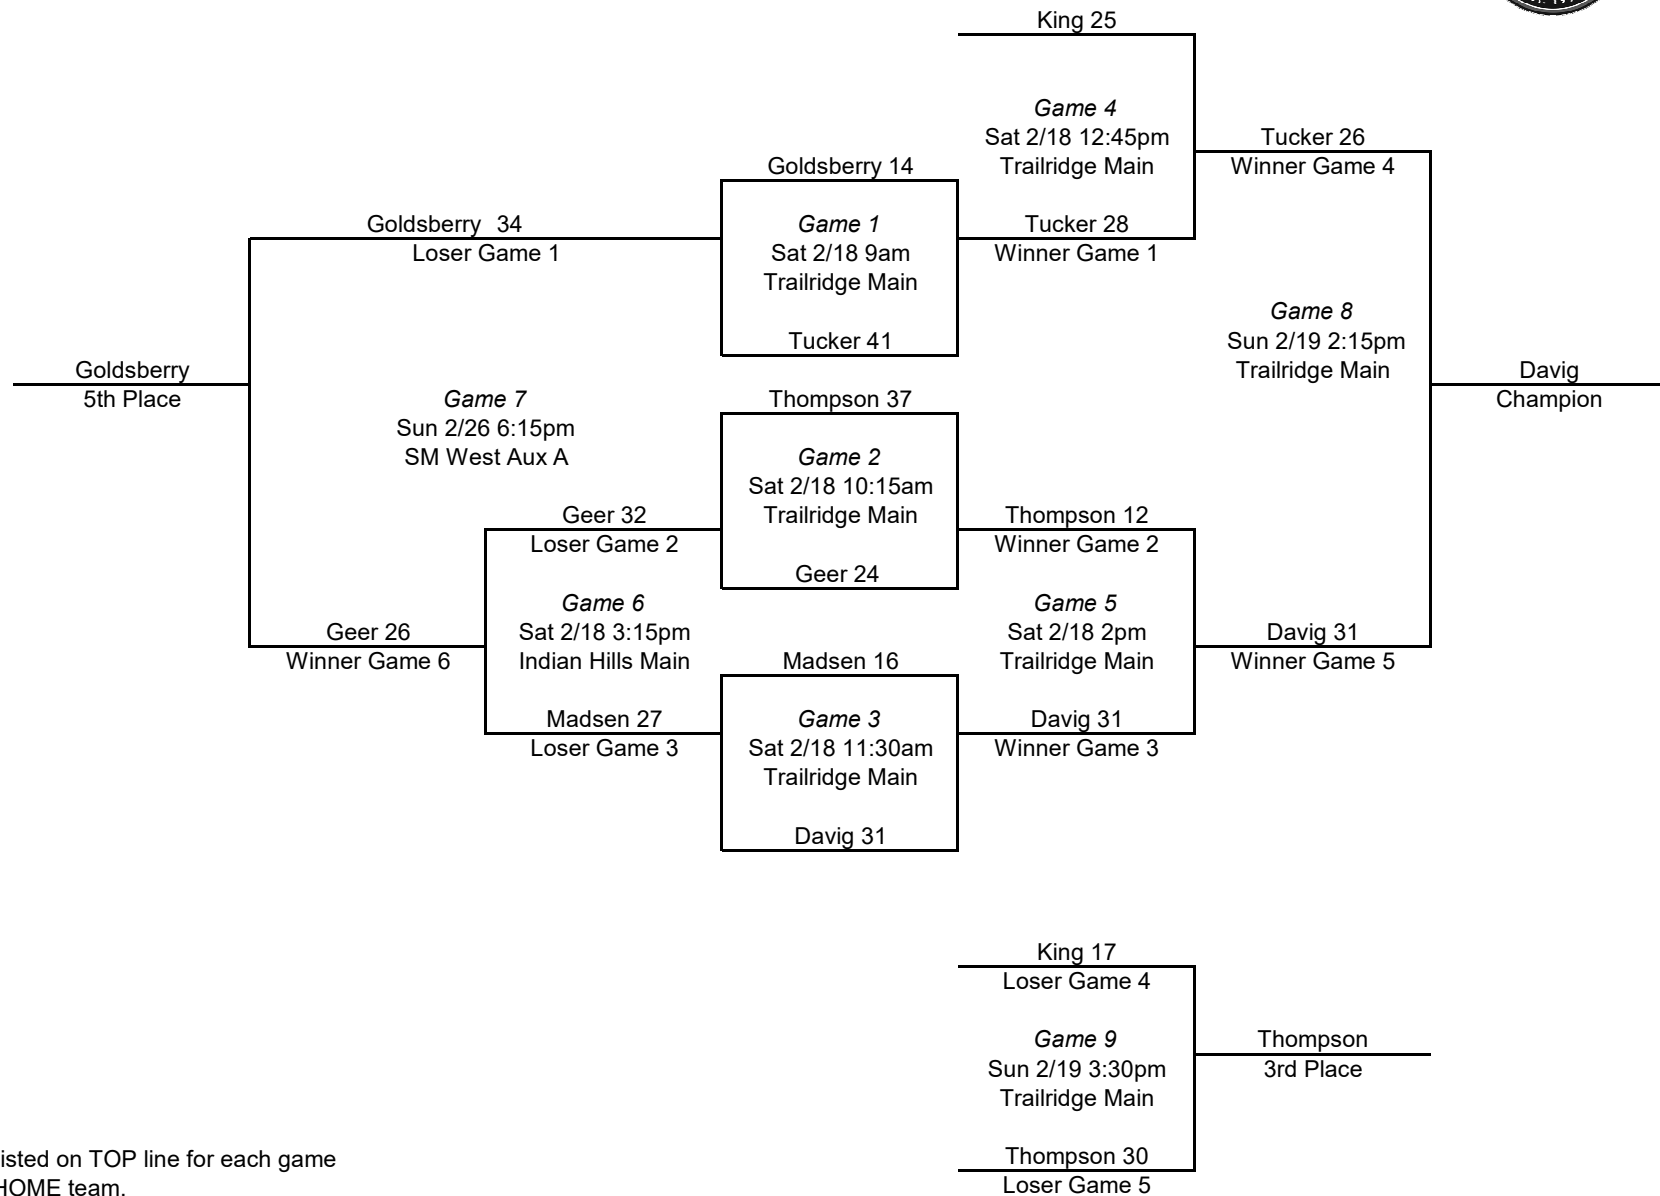 King 25
Game 4
Sat 2/18 12:45pm
Trailridge Main
Tucker 26
Winner Game 4
Goldsberry 14
Goldsberry 34
Loser Game 1
Game 1
Sat 2/18 9am
Trailridge Main
Tucker 28
Winner Game 1
Tucker 41
Game 8
Sun 2/19 2:15pm
Trailridge Main
Goldsberry
5th Place
Davig
Champion
Game 7
Sun 2/26 6:15pm
SM West Aux A
Thompson 37
Game 2
Sat 2/18 10:15am
Trailridge Main
Geer 32
Loser Game 2
Thompson 12
Winner Game 2
Geer 24
Game 6
Sat 2/18 3:15pm
Indian Hills Main
Game 5
Sat 2/18 2pm
Trailridge Main
Geer 26
Winner Game 6
Davig 31
Winner Game 5
Madsen 16
Madsen 27
Loser Game 3
Game 3
Sat 2/18 11:30am
Trailridge Main
Davig 31
Winner Game 3
Davig 31
King 17
Loser Game 4
Game 9
Sun 2/19 3:30pm
Trailridge Main
Thompson
3rd Place
Thompson 30
Loser Game 5
isted on TOP line for each game
HOME team.